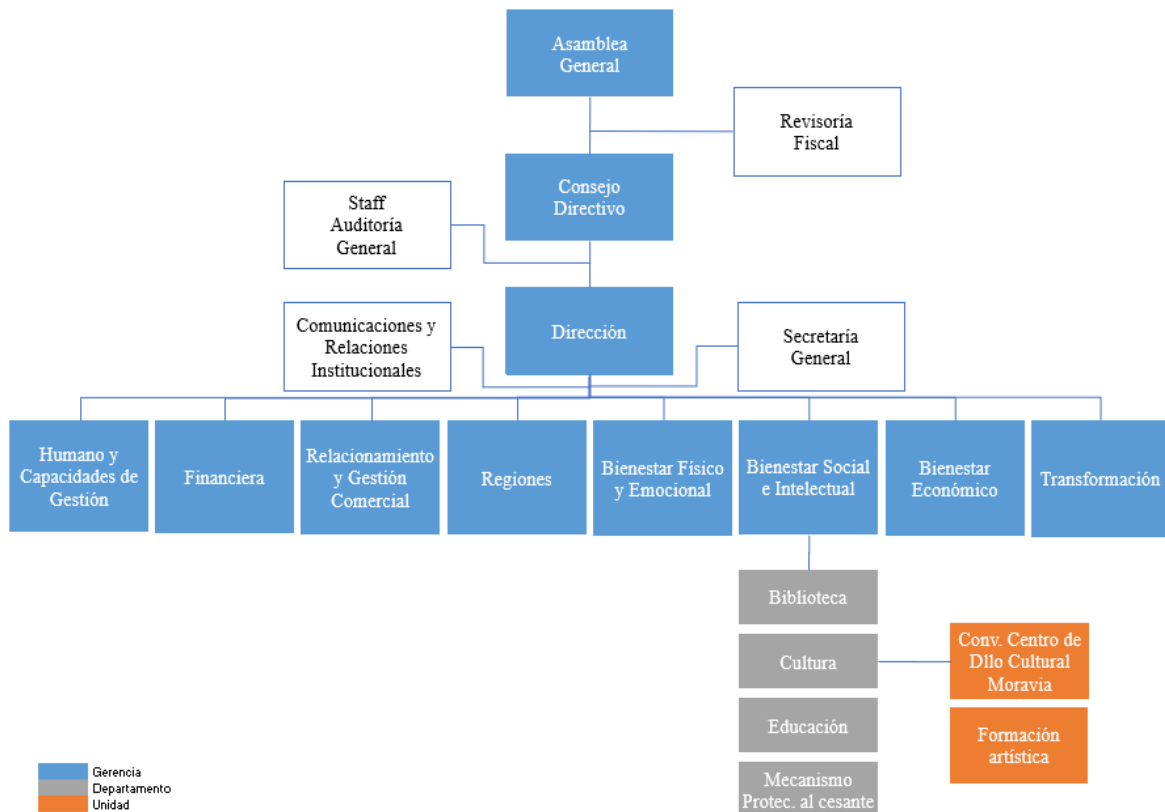 Asamblea
General
Revisoría
Fiscal
Consejo
Directivo
Staff
Auditoría
General
Dirección
Comunicaciones y
Relaciones
Institucionales
Secretaría
General
Humano y
Capacidades de
Gestión
Financiera
Relacionamiento
y Gestión
Comercial
Regiones
Bienestar Físico
y Emocional
Bienestar Social
e Intelectual
Bienestar
Económico
Transformación
Biblioteca
Cultura
Conv. Centro de
Dllo Cultural
Moravia
Educación
Formación
artística
Mecanismo
Protec. al cesante
Gerencia
Departamento
Unidad